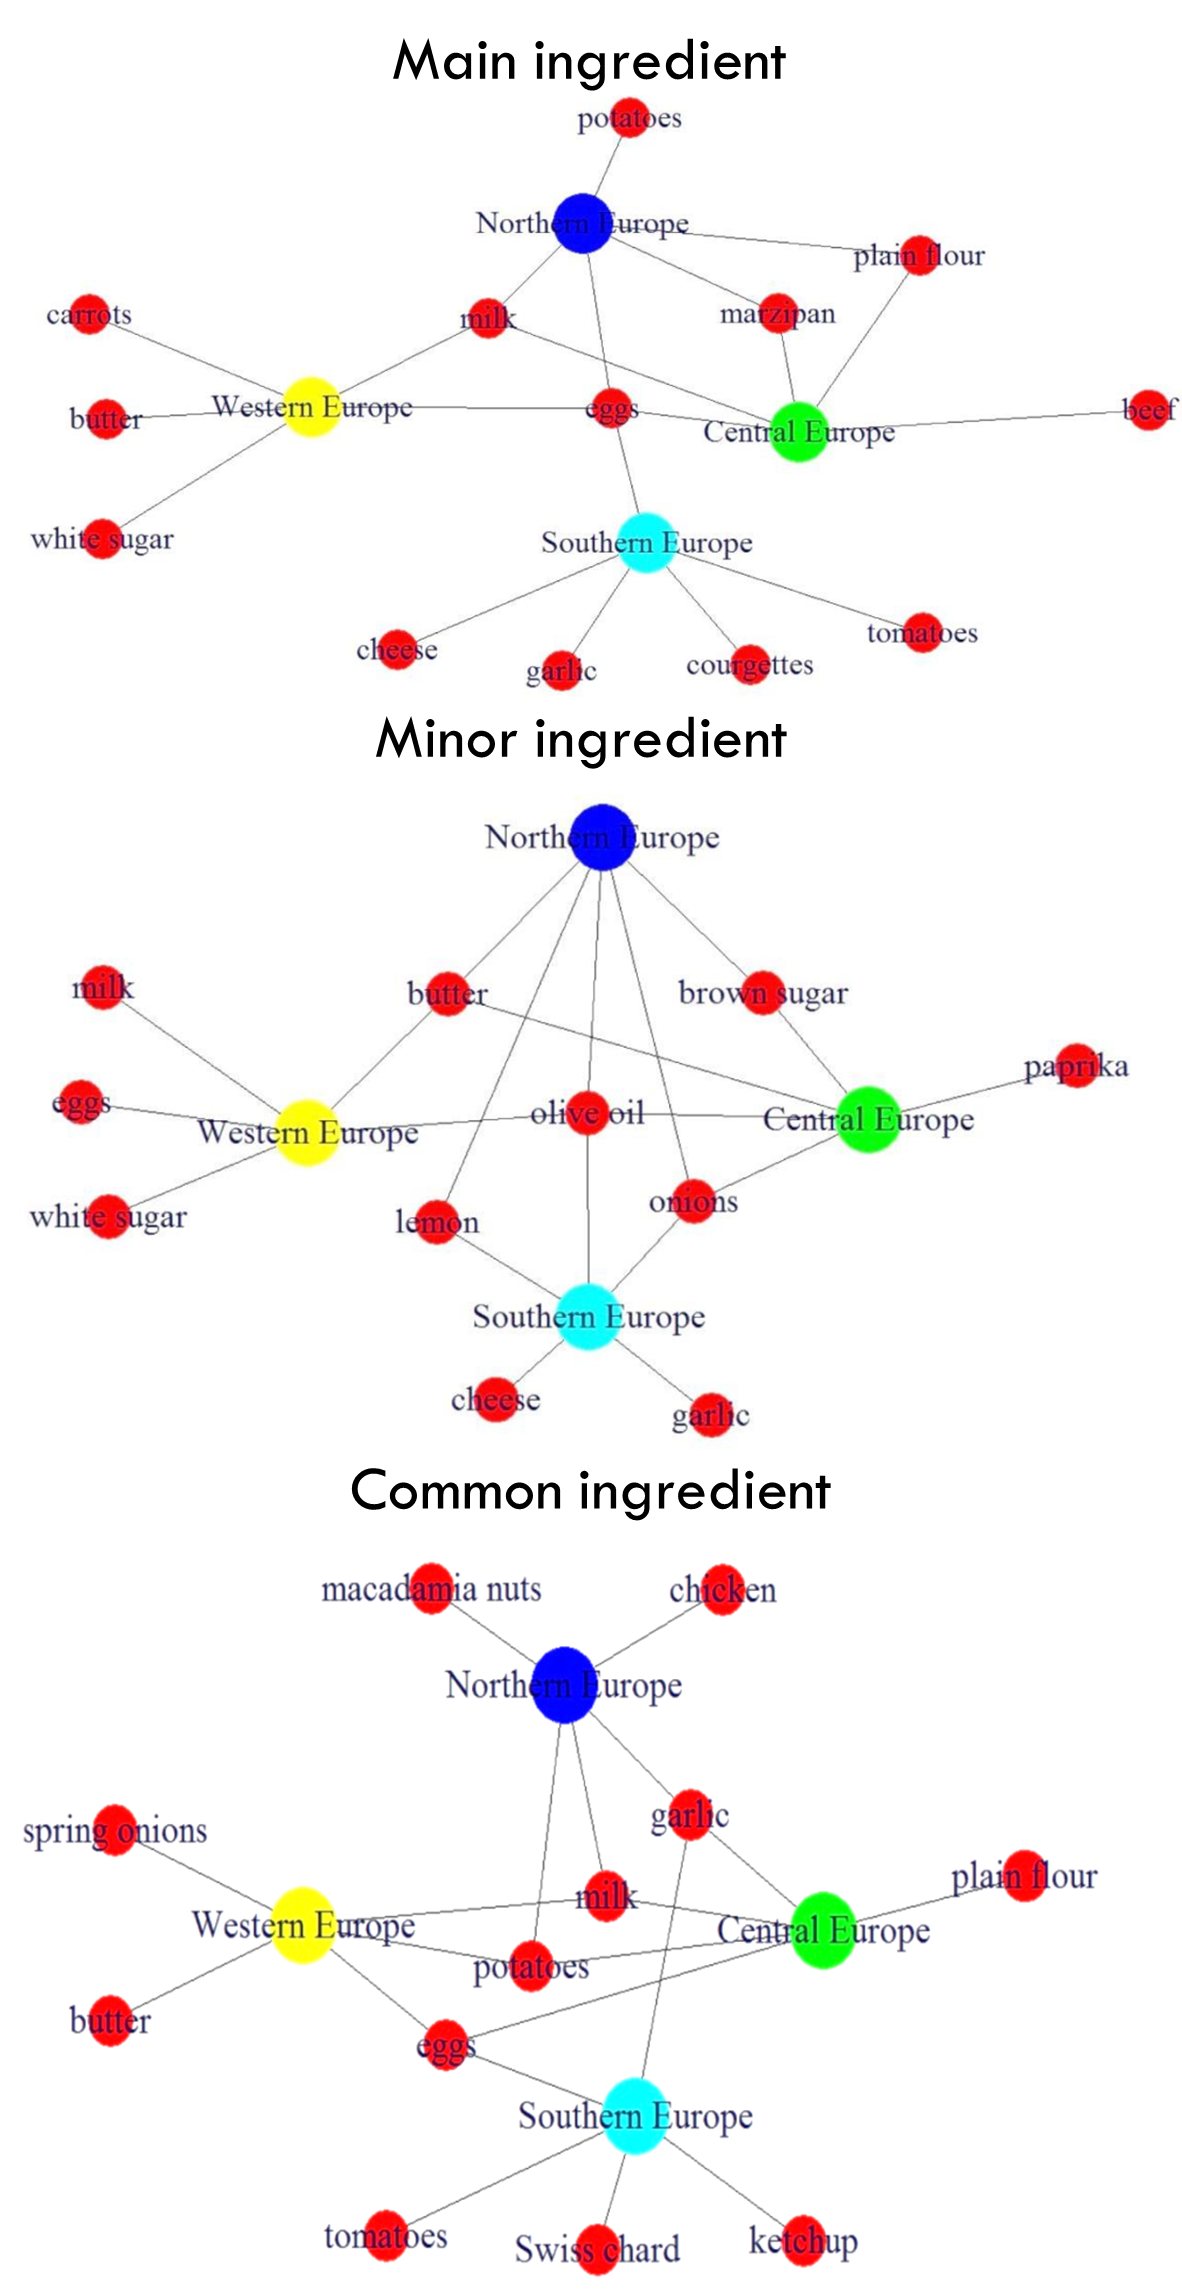 Main ingredient
potatoes
Northern Europe
plain flour
carrots
milk
marzipan
butter
Western Europe
eggs
Central Europe
beef
white sugar
Southern Europe
cheese
garlic
courgettes
tomatoes
Minor ingredient
Northern Europe
milk
butter
brown sugar
paprika
eggs
Western Europe
olive oil
Central Europe
white sugar
lemon
onions
Southern Europe
cheese
garlic
Common ingredient
macadamia nuts
chicken
Northern Europe
spring onions
garlic
plain flour
milk
Western Europe
Central Europe
potatoes
butter
eggs
Southern Europe
tomatoes
Swiss chard
ketchup